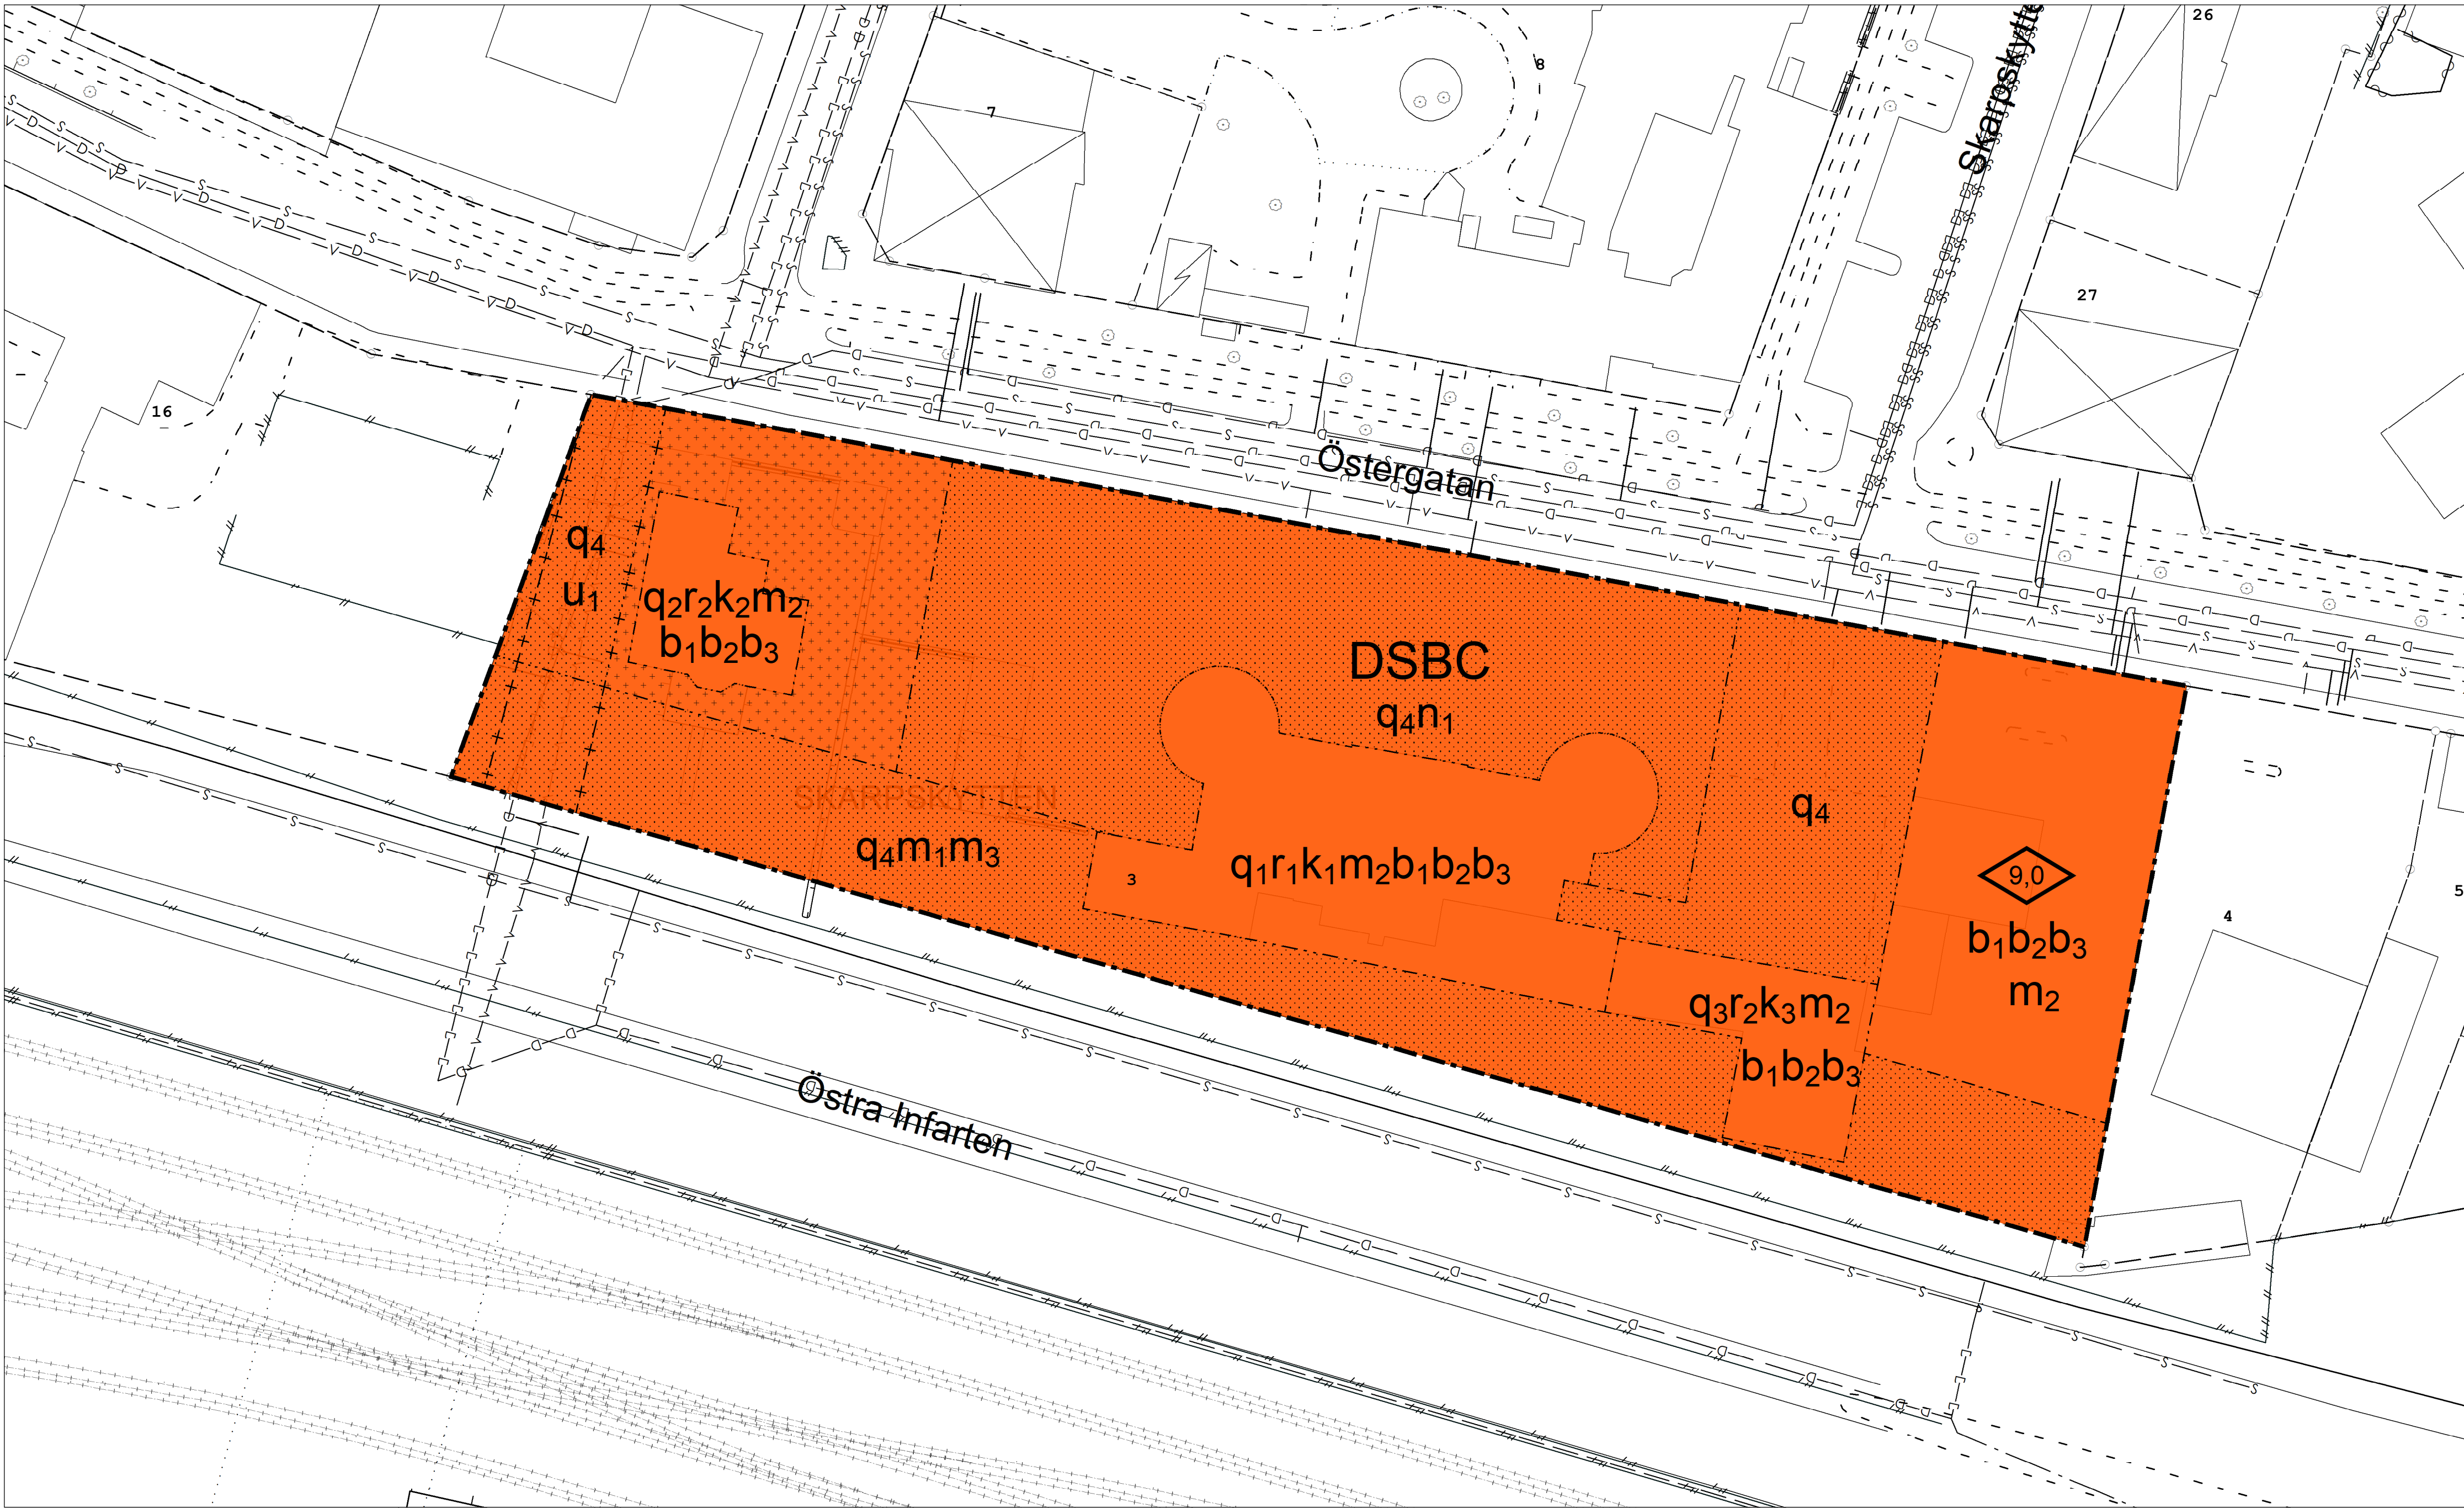 26
8
7
Skarpskytte
27
16
Östergatan
q4
u1
q2r2k2m2
b1b2b3
DSBC
q4n1
SKARPSKYTTEN
q4
q4m1m3
3
q1r1k1m2b1b2b3
9,0
5
4
b1b2b3
m2
q3r2k3m2
b1b2b3
Östra Infarten